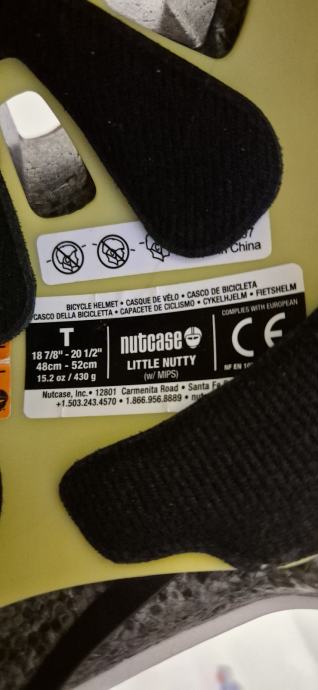 China
BICYCLE HELMET • CASQUE DE VÉLO • CASCO DE BICICLETA
CASCO DELLA BICICLETTA • CAPACETE DE CICLISMO • CYKELHJELM • FIETSHELM
T
18 7/8" - 20 1/2"
48cm - 52cm
15.2 oz / 430 g
nutcase
LITTLE NUTTY
(w/ MIPS)
COMPLIES WITH EUROPEAN
CE
NF EN
Nutcase, Inc. • 12801 Carmenita Road • Santa Fe
+1.503.243.4570 • 1.866.956.8889 •